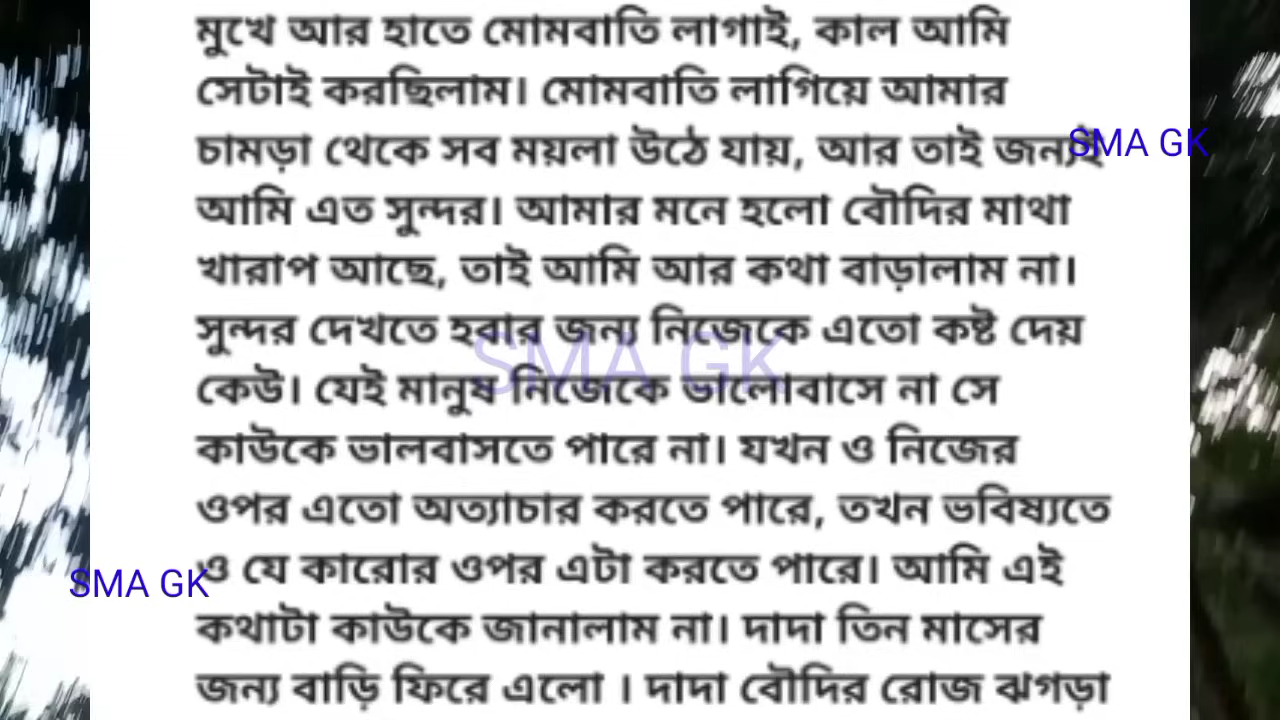 মুখে আর হাতে মোমবাতি লাগাই, কাল আমি
সেটাই করছিলাম। মোমবাতি লাগিয়ে আমার
চামড়া থেকে সব ময়লা উঠে যায়, আর তাই জন্যই
SMA GK
আমি এত সুন্দর। আমার মনে হলো বৌদির মাথা
খারাপ আছে, তাই আমি আর কথা বাড়ালাম না।
সুন্দর দেখতে হবার জন্য নিজেকে এতো কষ্ট দেয়
SMA GK
কেউ। যেই মানুষ নিজেকে ভালোবাসে না সে
কাউকে ভালবাসতে পারে না। যখন ও নিজের
ওপর এতো অত্যাচার করতে পারে, তখন ভবিষ্যতে
ও যে কারোর ওপর এটা করতে পারে। আমি এই
SMA GK
কথাটা কাউকে জানালাম না। দাদা তিন মাসের
জন্য বাড়ি ফিরে এলো । দাদা বৌদির রোজ ঝগড়া